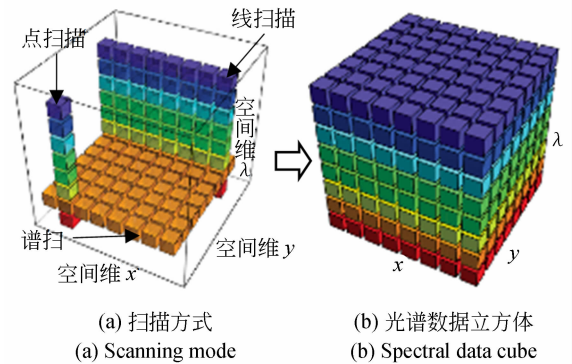 点扫描
线扫描
空间维 λ
谱扫
空间维 x
空间维 y
λ
x
y
(a) 扫描方式
(a) Scanning mode
(b) 光谱数据立方体
(b) Spectral data cube